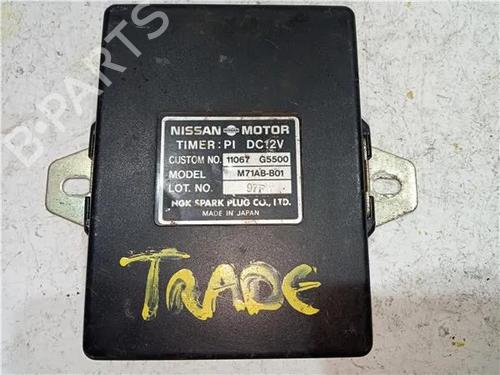 B-PARTS
NISSAN MOTOR
TIMER : PI DC12V
CUSTOM NO. 11067 G5500
MODEL M71AB-B01
LOT. NO.
NGK SPARK PLUG CO., LTD.
MADE IN JAPAN
TRADE